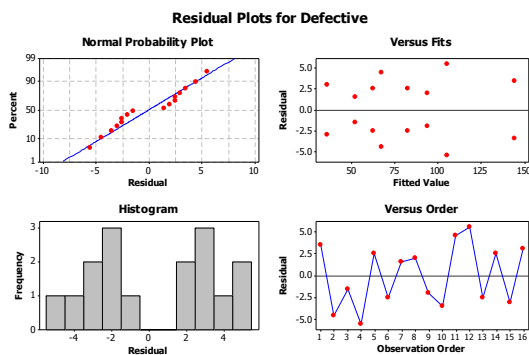 Residual Plots for Defective
Normal Probability Plot
Versus Fits
99
90
50
10
1
Percent
-10
-5
0
5
10
Residual
5.0
2.5
0.0
-2.5
-5.0
Residual
50
75
100
125
150
Fitted Value
Histogram
Versus Order
3
2
1
0
Frequency
-4
-2
0
2
4
Residual
5.0
2.5
0.0
-2.5
-5.0
Residual
1 2 3 4 5 6 7 8 9 10 11 12 13 14 15 16
Observation Order